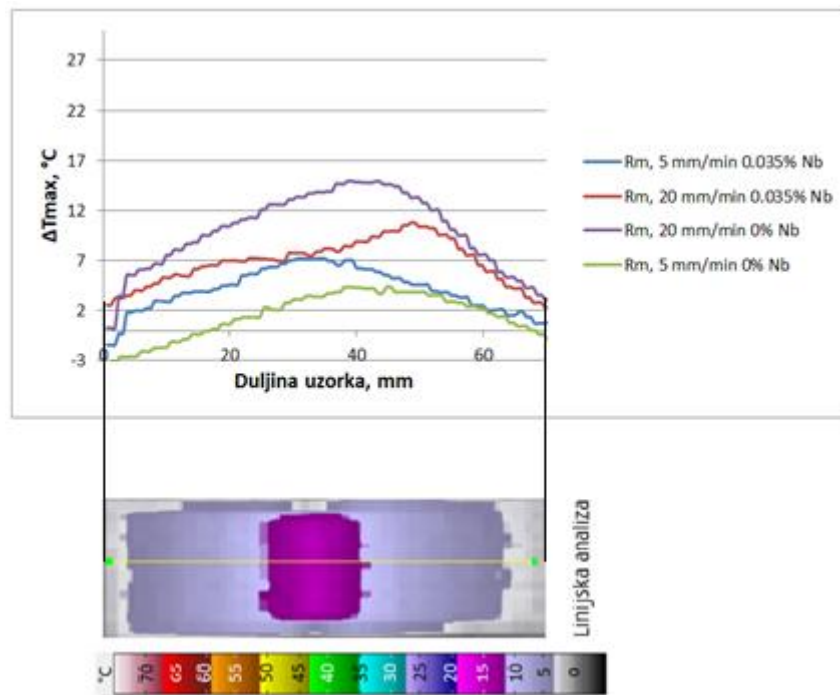 27
22
17
12
7
2
-3
ΔTmax, °C
0 20 40 60
Duljina uzorka, mm
Rm, 5 mm/min 0.035% Nb
Rm, 20 mm/min 0.035% Nb
Rm, 20 mm/min 0% Nb
Rm, 5 mm/min 0% Nb
Linijska analiza
°C 70 65 60 55 50 45 40 35 30 25 20 15 10 5 0